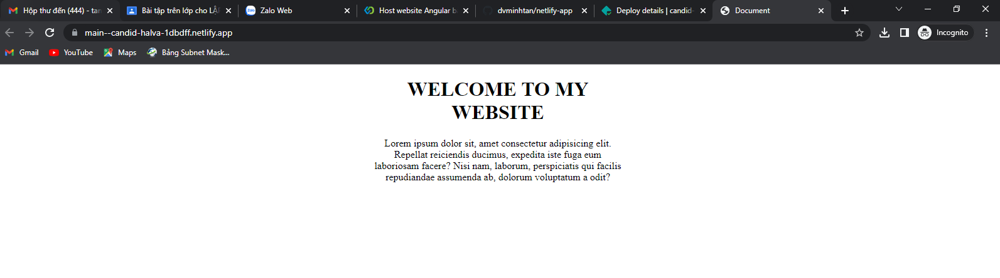 Hộp thư đến (444) - tan
Bài tập trên lớp cho LẬP
Zalo Web
Host website Angular b
dvminhtan/netlify-app
Deploy details | candid-
Document
main--candid-halva-1dbdff.netlify.app
Incognito
Gmail
YouTube
Maps
Bảng Subnet Mask...
WELCOME TO MY
WEBSITE
Lorem ipsum dolor sit, amet consectetur adipisicing elit.
Repellat reiciendis ducimus, expedita iste fuga eum
laboriosam facere? Nisi nam, laborum, perspiciatis qui facilis
repudiandae assumenda ab, dolorum voluptatum a odit?